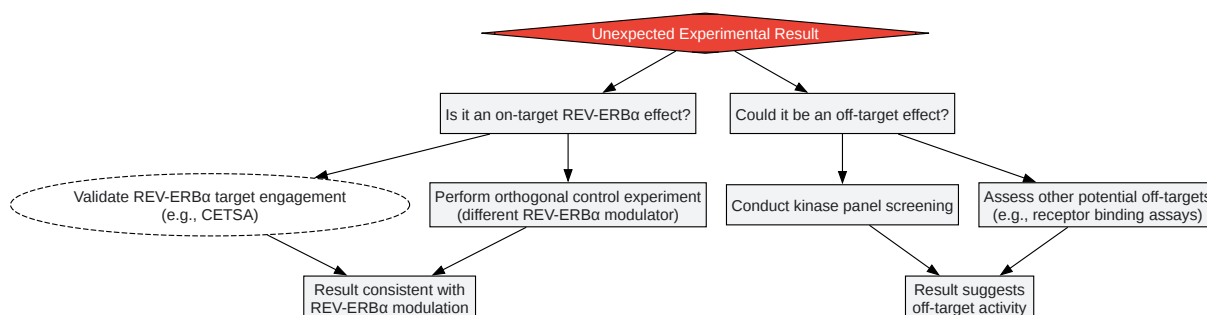 Unexpected Experimental Result
Is it an on-target REV-ERBα effect?
Could it be an off-target effect?
Validate REV-ERBα target engagement
(e.g., CETSA)
Perform orthogonal control experiment
(different REV-ERBα modulator)
Conduct kinase panel screening
Assess other potential off-targets
(e.g., receptor binding assays)
Result consistent with
REV-ERBα modulation
Result suggests
off-target activity